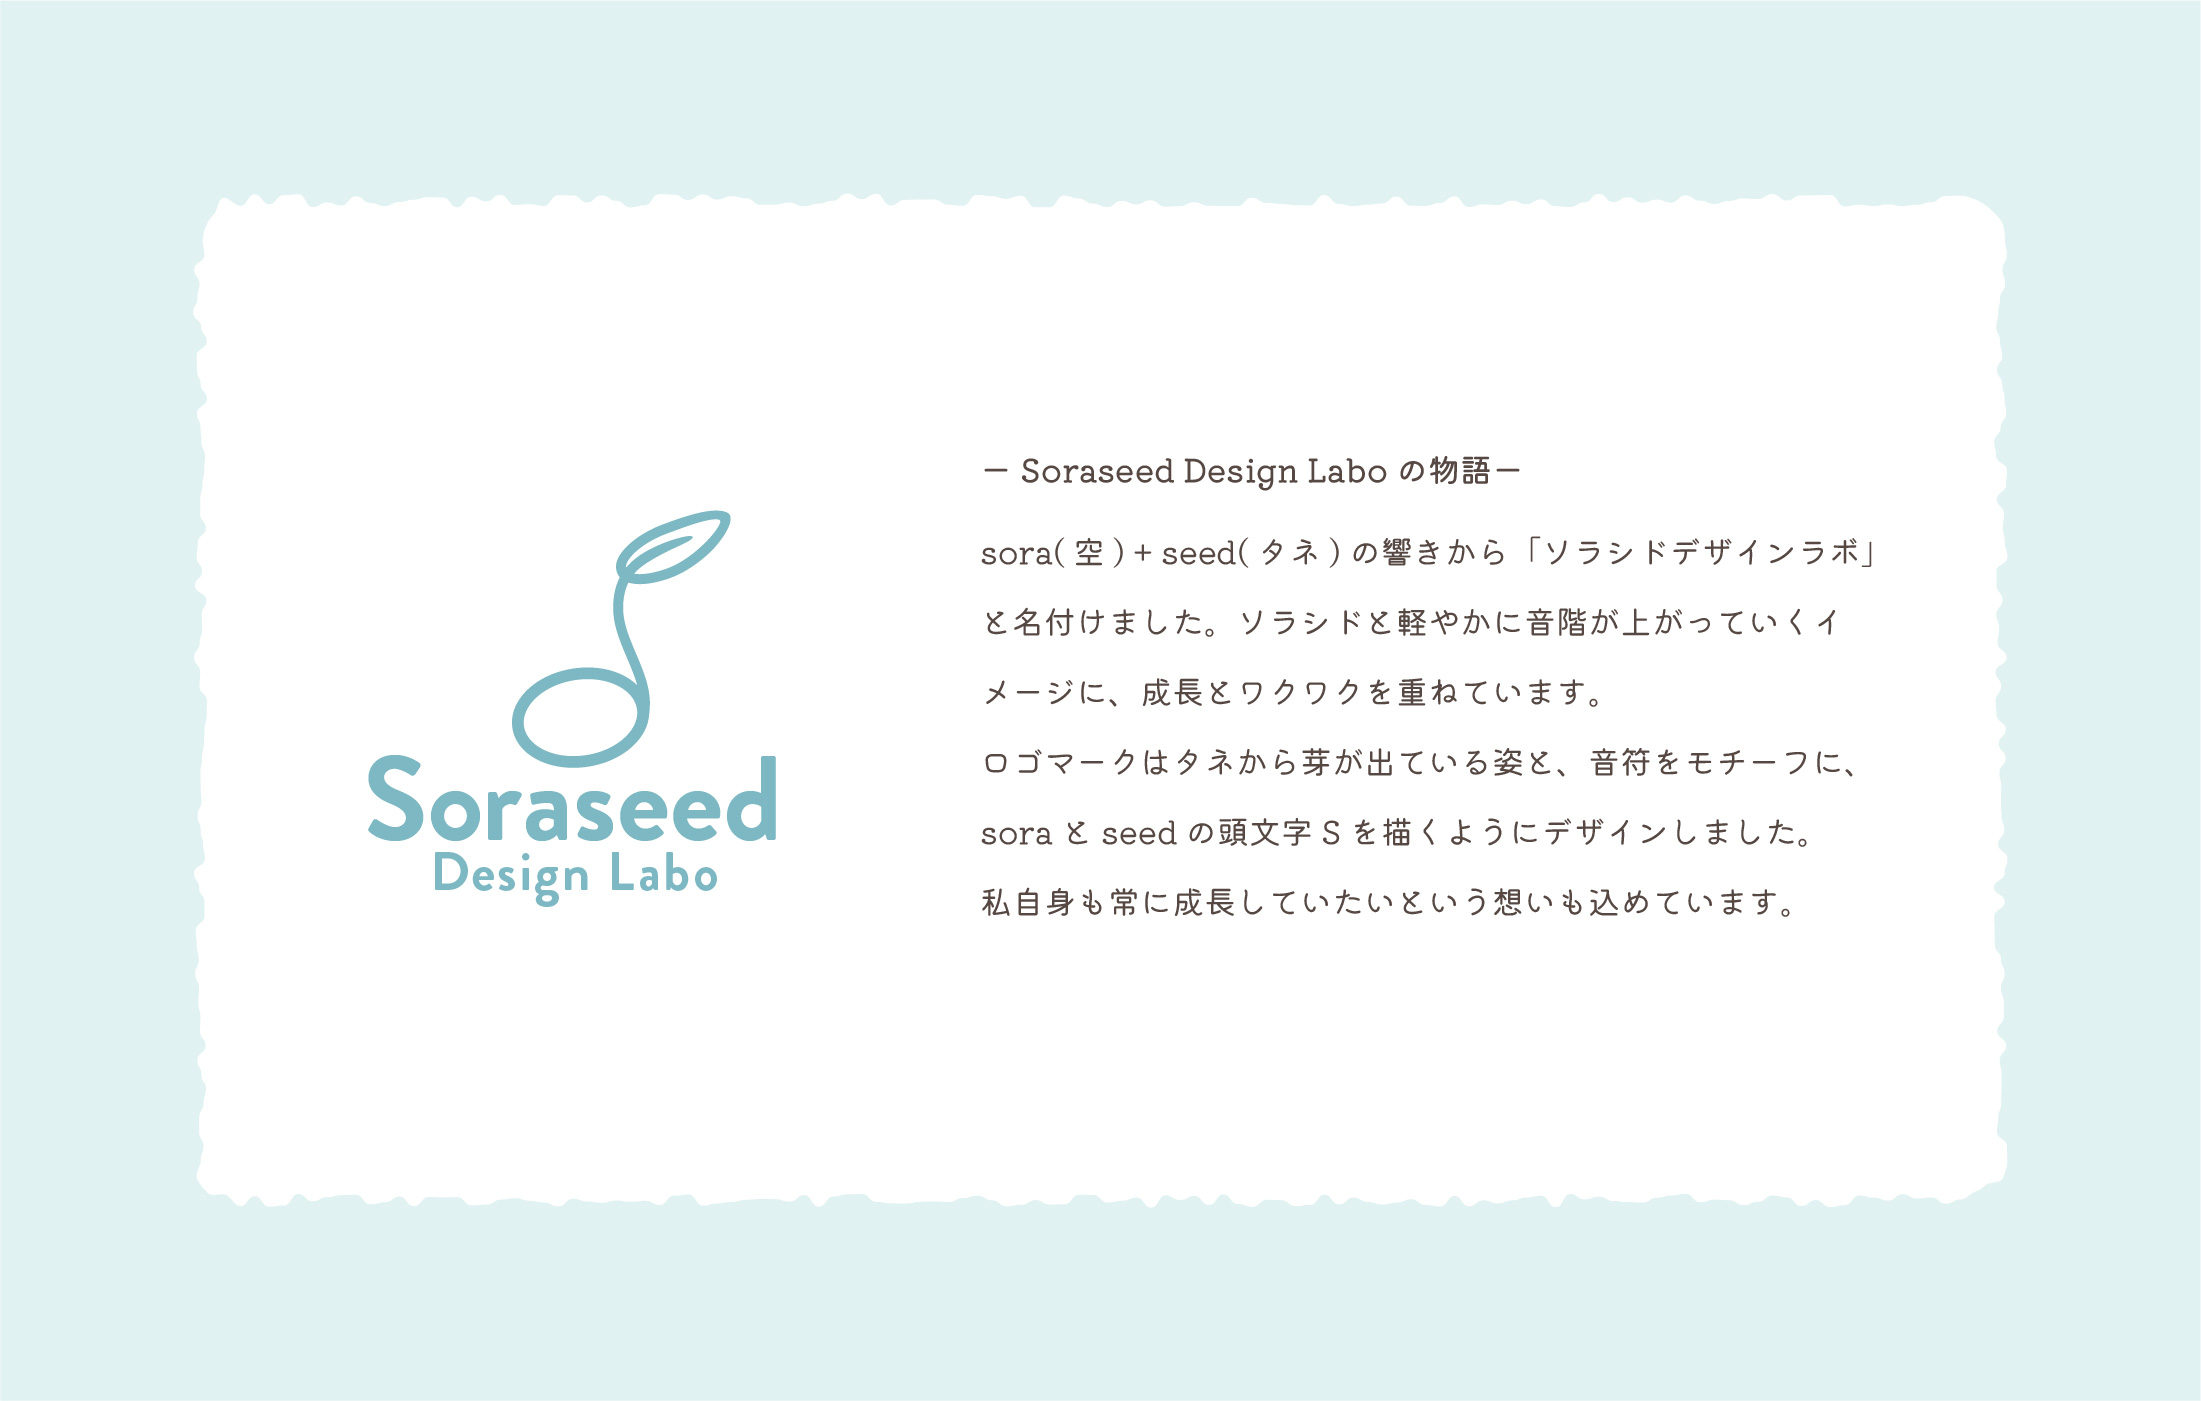 Soraseed
Design Labo
ー Soraseed Design Labo の物語ー
sora( 空 ) + seed( タネ ) の響きから「ソラシドデザインラボ」
と名付けました。ソラシドと軽やかに音階が上がっていくイ
メージに、成長とワクワクを重ねています。
ロゴマークはタネから芽が出ている姿と、音符をモチーフに、
sora と seed の頭文字 S を描くようにデザインしました。
私自身も常に成長していたいという想いも込めています。